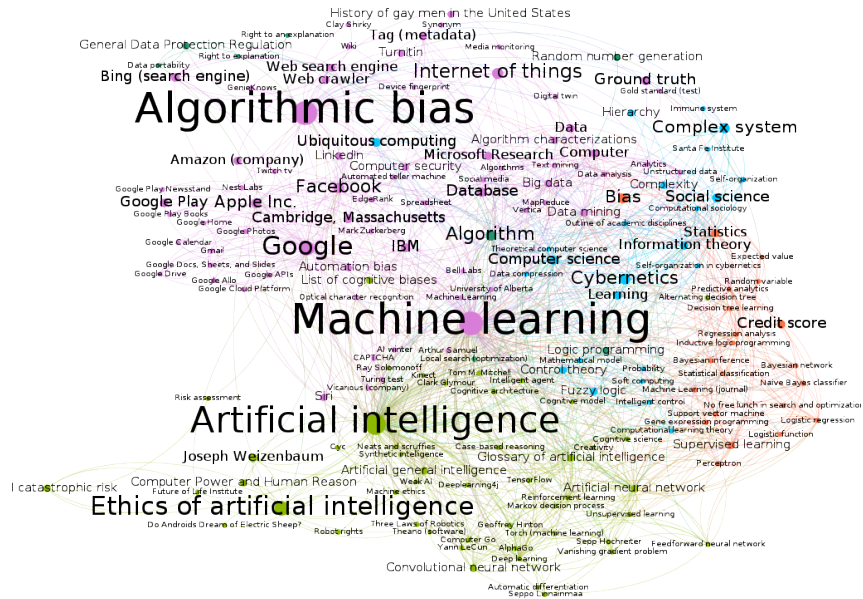 History of gay men in the United States
Clay Shirky
Synonym
Right to an explanation
Tag (metadata)
General Data Protection Regulation
Wiki
Media monitoring
Turnitin
Right to explanation
Random number generation
Data portability
Web search engine
Bing (search engine)
Internet of things
Web crawler
Ground truth
GenieKnows
Device fingerprint
Gold standard (test)
Digital twin
Algorithmic bias
Immune system
Hierarchy
Data
Complex system
Ubiquitous computing
Algorithm characterizations
Santa Fe Institute
Linkedin
Microsoft Research
Computer
Amazon (company)
Computer security
Algorithms
Text mining
Analytics
Twitch tv
Automated teller machine
Data analysis
Unstructured data
Social media
Self-organization
Google Play Newsstand
Nest Labs
Facebook
Database
Big data
Complexity
EdgeRank
Bias
Social science
Google Play
Apple Inc.
Spreadsheet
MapReduce
Vertica
Data mining
Computational sociology
Google Play Books
Cambridge, Massachusetts
Google Home
Outline of academic disciplines
Google Photos
Mark Zuckerberg
Algorithm
Statistics
Google Calendar
Google
IBM
Information theory
Gmail
Theoretical computer science
Expected value
Computer science
Google Docs, Sheets, and Slides
Automation bias
Bell Labs
Self-organization in cybernetics
Google Drive
Google APIs
Data compression
Google Allo
List of cognitive biases
Cybernetics
Random variable
Google Cloud Platform
University of Alberta
Predictive analytics
Optical character recognition
Machine Learning
Learning
Alternating decision tree
Decision tree learning
Machine learning
Credit score
Regression analysis
Inductive logic programming
AI winter
Arthur Samuel
Logic programming
CAPTCHA
Local search (optimization)
Mathematical model
Bayesian inference
Ray Solomonoff
Control theory
Probability
Bayesian network
Kinect
Tom M. Mitchell
Statistical classification
Turing test
Clark Glymour
Intelligent agent
Soft computing
Naive Bayes classifier
Vicarious (company)
Cognitive architecture
Fuzzy logic
Machine Learning (journal)
Siri
Risk assessment
Cognitive model
Intelligent control
No free lunch in search and optimization
Artificial intelligence
Support vector machine
Gene expression programming
Logistic regression
Computational learning theory
Logistic function
Cognitive science
Cyc
Neats and scruffies
Case-based reasoning
Creativity
Supervised learning
Joseph Weizenbaum
Synthetic intelligence
Glossary of artificial intelligence
Perceptron
Artificial general intelligence
Computer Power and Human Reason
Weak AI
TensorFlow
l catastrophic risk
Deeplearning4j
Artificial neural network
Future of Life Institute
Machine ethics
Reinforcement learning
Ethics of artificial intelligence
Markov decision process
Unsupervised learning
Do Androids Dream of Electric Sheep?
Three Laws of Robotics
Geoffrey Hinton
Robot rights
Theano (software)
Torch (machine learning)
Computer Go
Sepp Hochreiter
Feedforward neural network
Yann LeCun
AlphaGo
Vanishing gradient problem
Deep learning
Convolutional neural network
Automatic differentiation
Seppo Linnainmaa